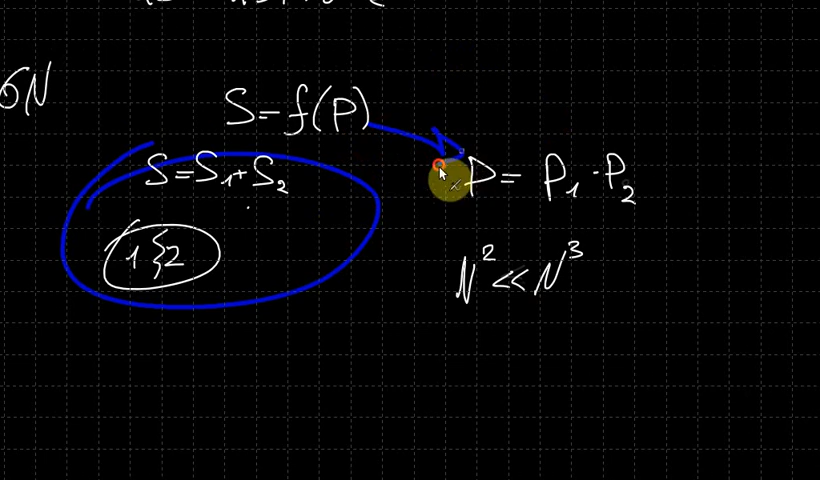 6N
S=f(P)
S=S₁+S₂
P= P₁·P₂
1}2
N²<<N³